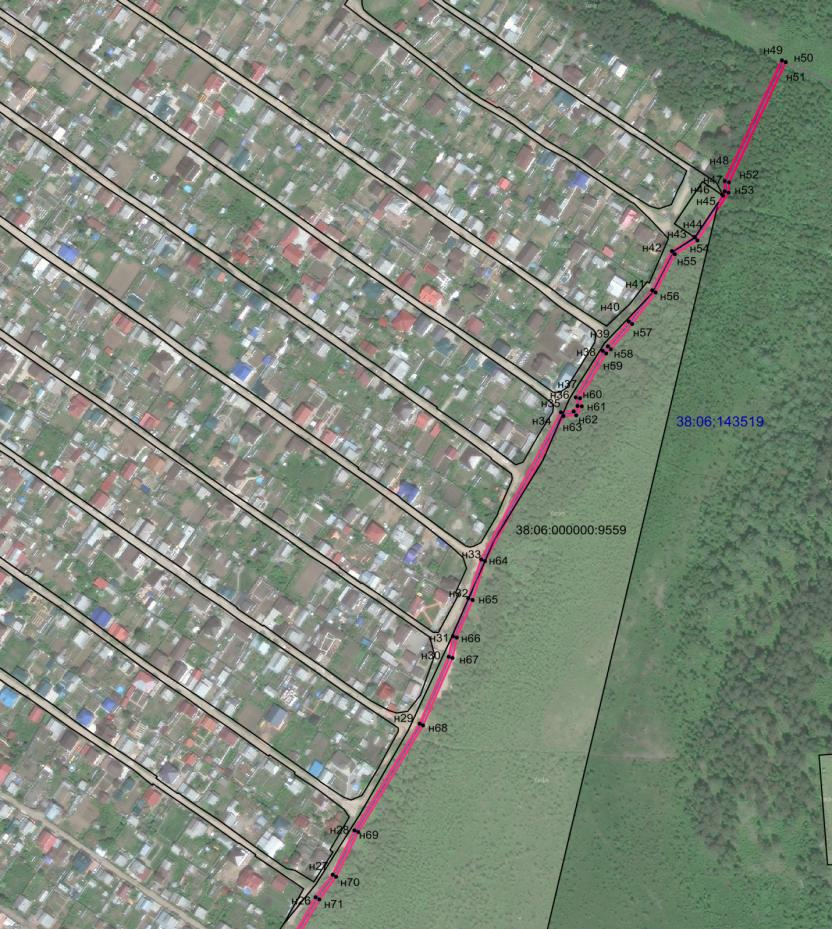 н49
н50
н51
н48
н47
н52
н46
н53
н45
н44
н43
н54
н42
н55
н41
н56
н40
н57
н39
н38
н58
н59
н37
н36
н60
н35
н61
н34
н62
н63
38:06:143519
38:06:000000:9559
н33
н64
н32
н65
н31
н66
н30
н67
н29
н68
н28
н69
н27
н70
н26
н71